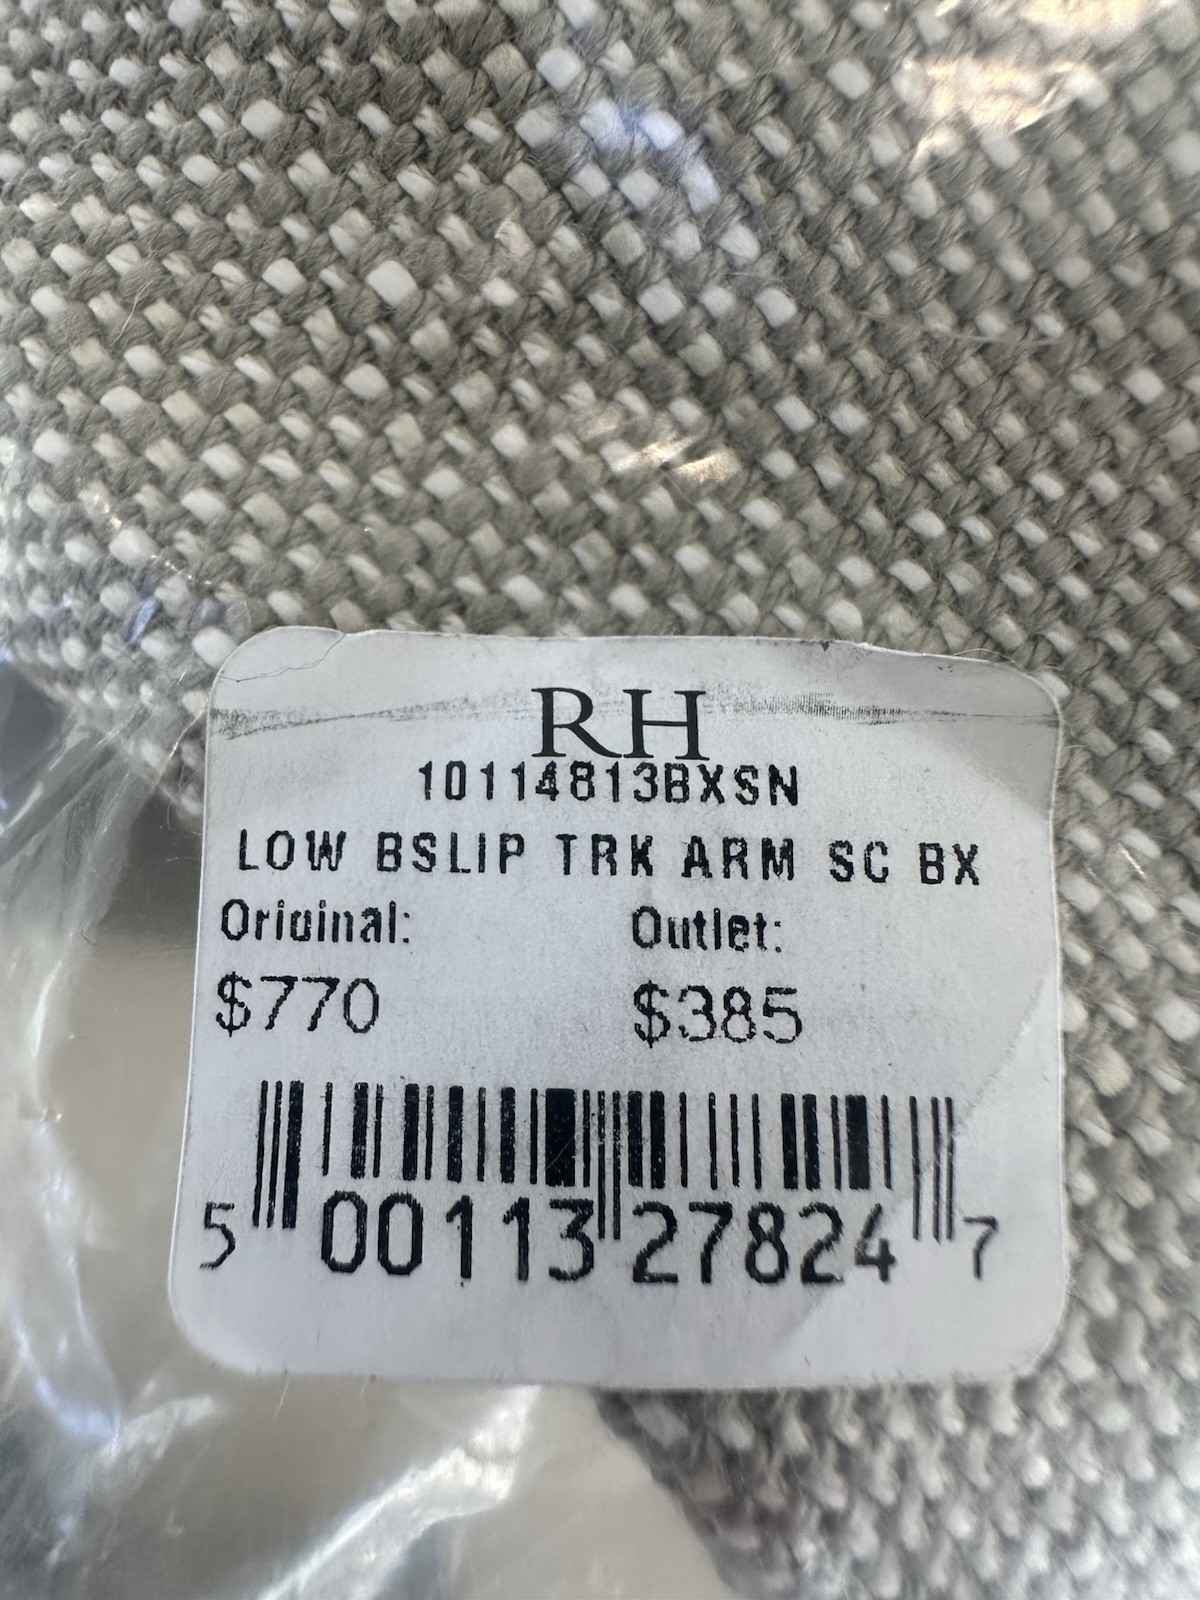 RH
10114813BXSN
LOW BSLIP TRK ARM SC BX
Original: Outlet:
$770 $385
5 00113 27824 7